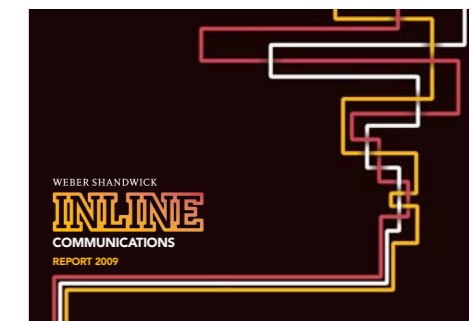 WEBER SHANDWICK
INLINE
COMMUNICATIONS
REPORT 2009